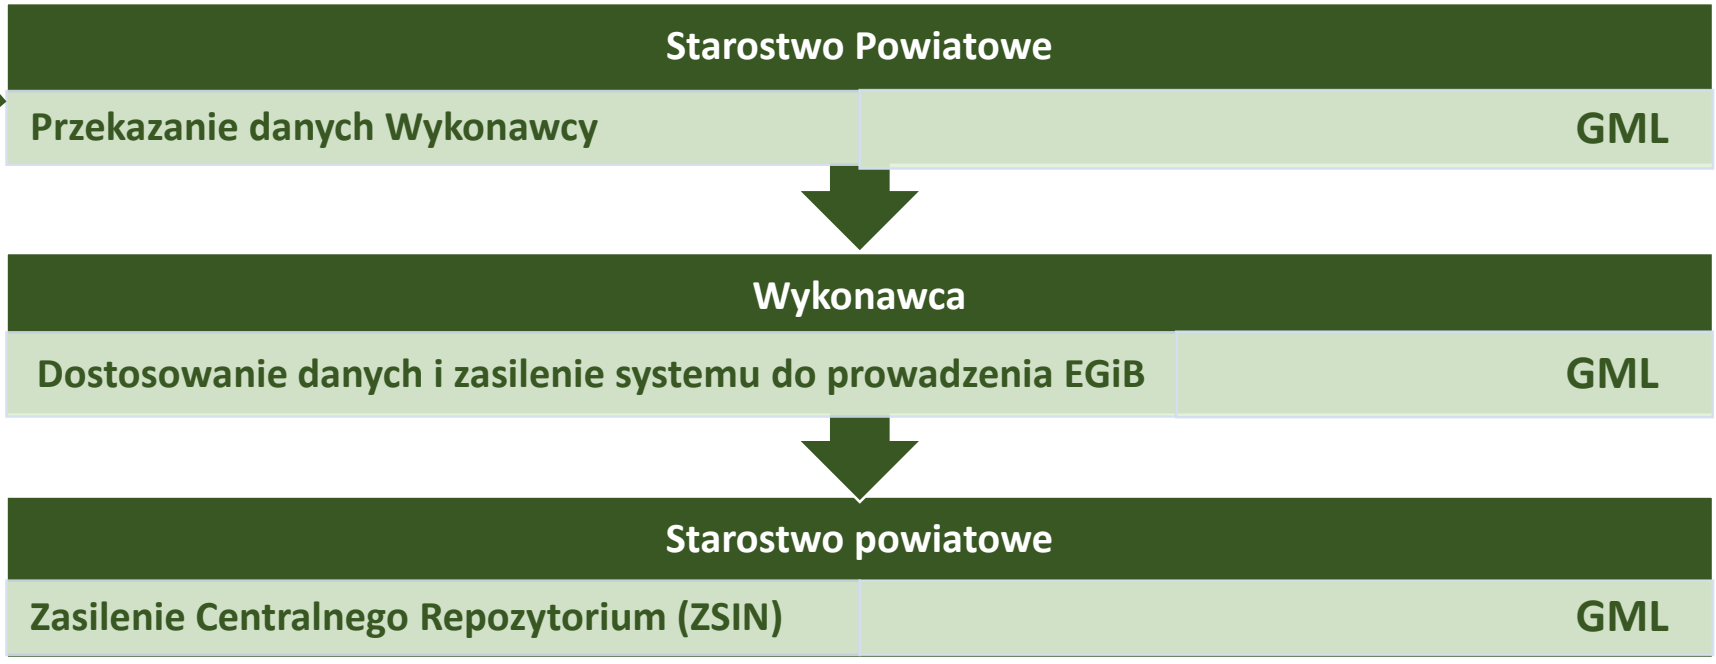 Starostwo Powiatowe
Przekazanie danych Wykonawcy GML
Wykonawca
Dostosowanie danych i zasilenie systemu do prowadzenia EGiB GML
Starostwo powiatowe
Zasilenie Centralnego Repozytorium (ZSIN) GML